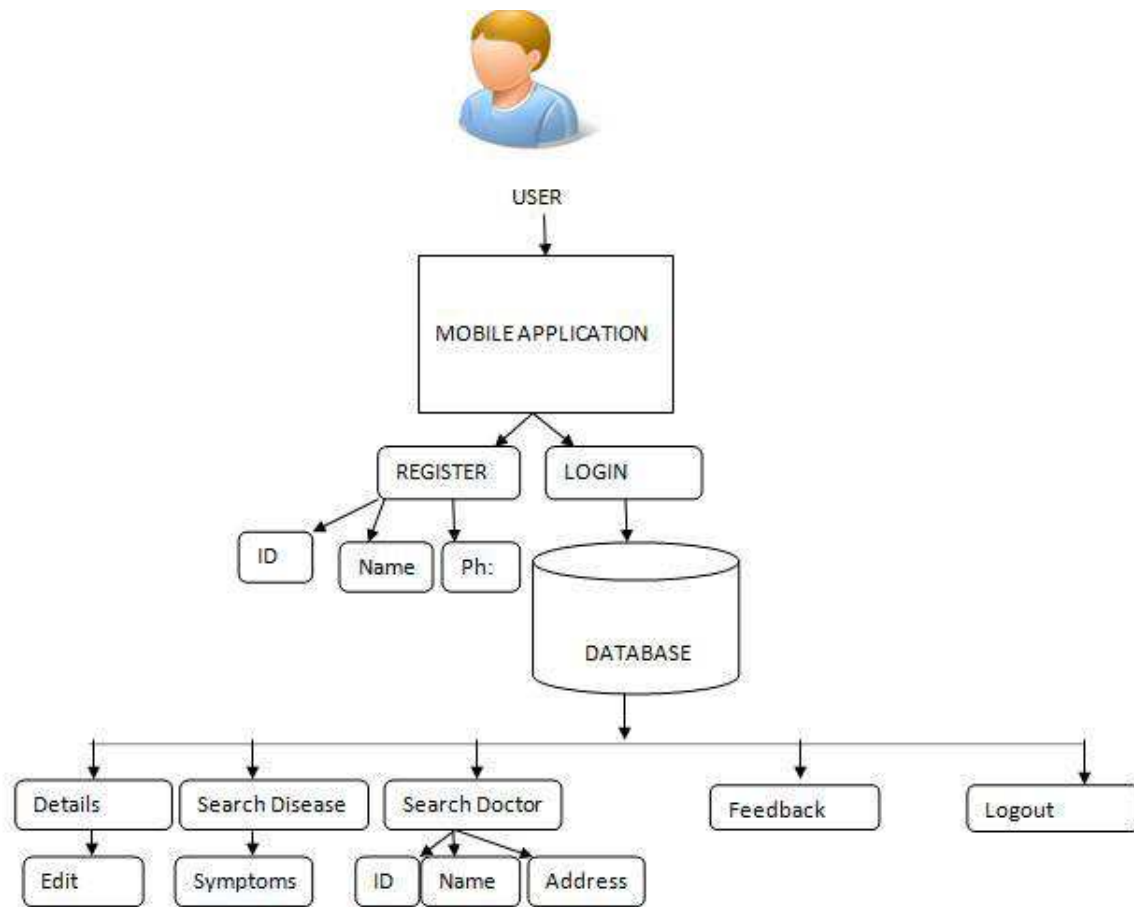 USER
MOBILE APPLICATION
REGISTER
LOGIN
ID
Name
Ph:
DATABASE
Details
Search Disease
Search Doctor
Feedback
Logout
Edit
Symptoms
ID
Name
Address